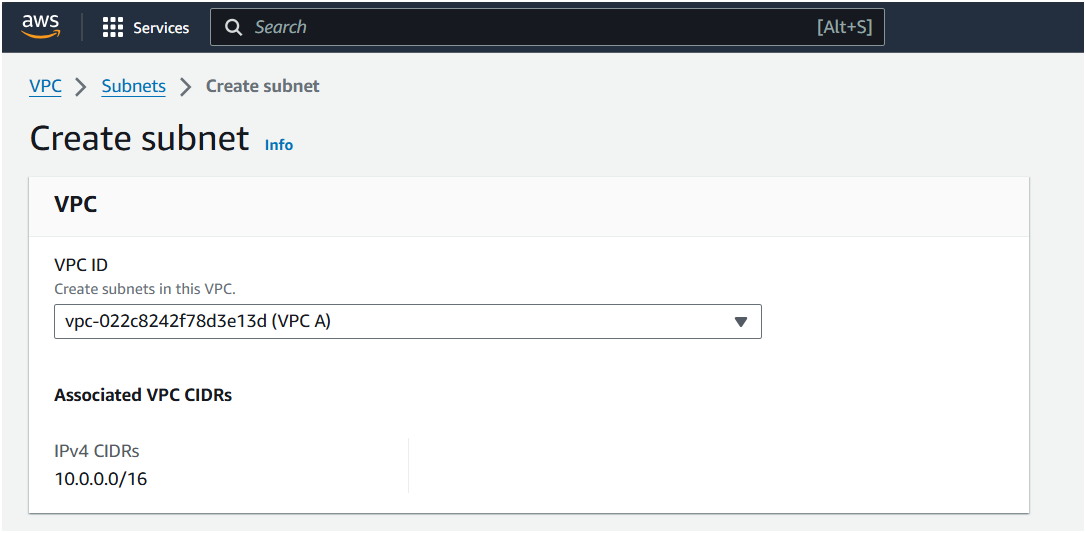 aws Services Search [Alt+S]
VPC Subnets Create subnet
Create subnet Info
VPC
VPC ID
Create subnets in this VPC.
vpc-022c8242f78d3e13d (VPC A)
Associated VPC CIDRs
IPv4 CIDRs
10.0.0.0/16